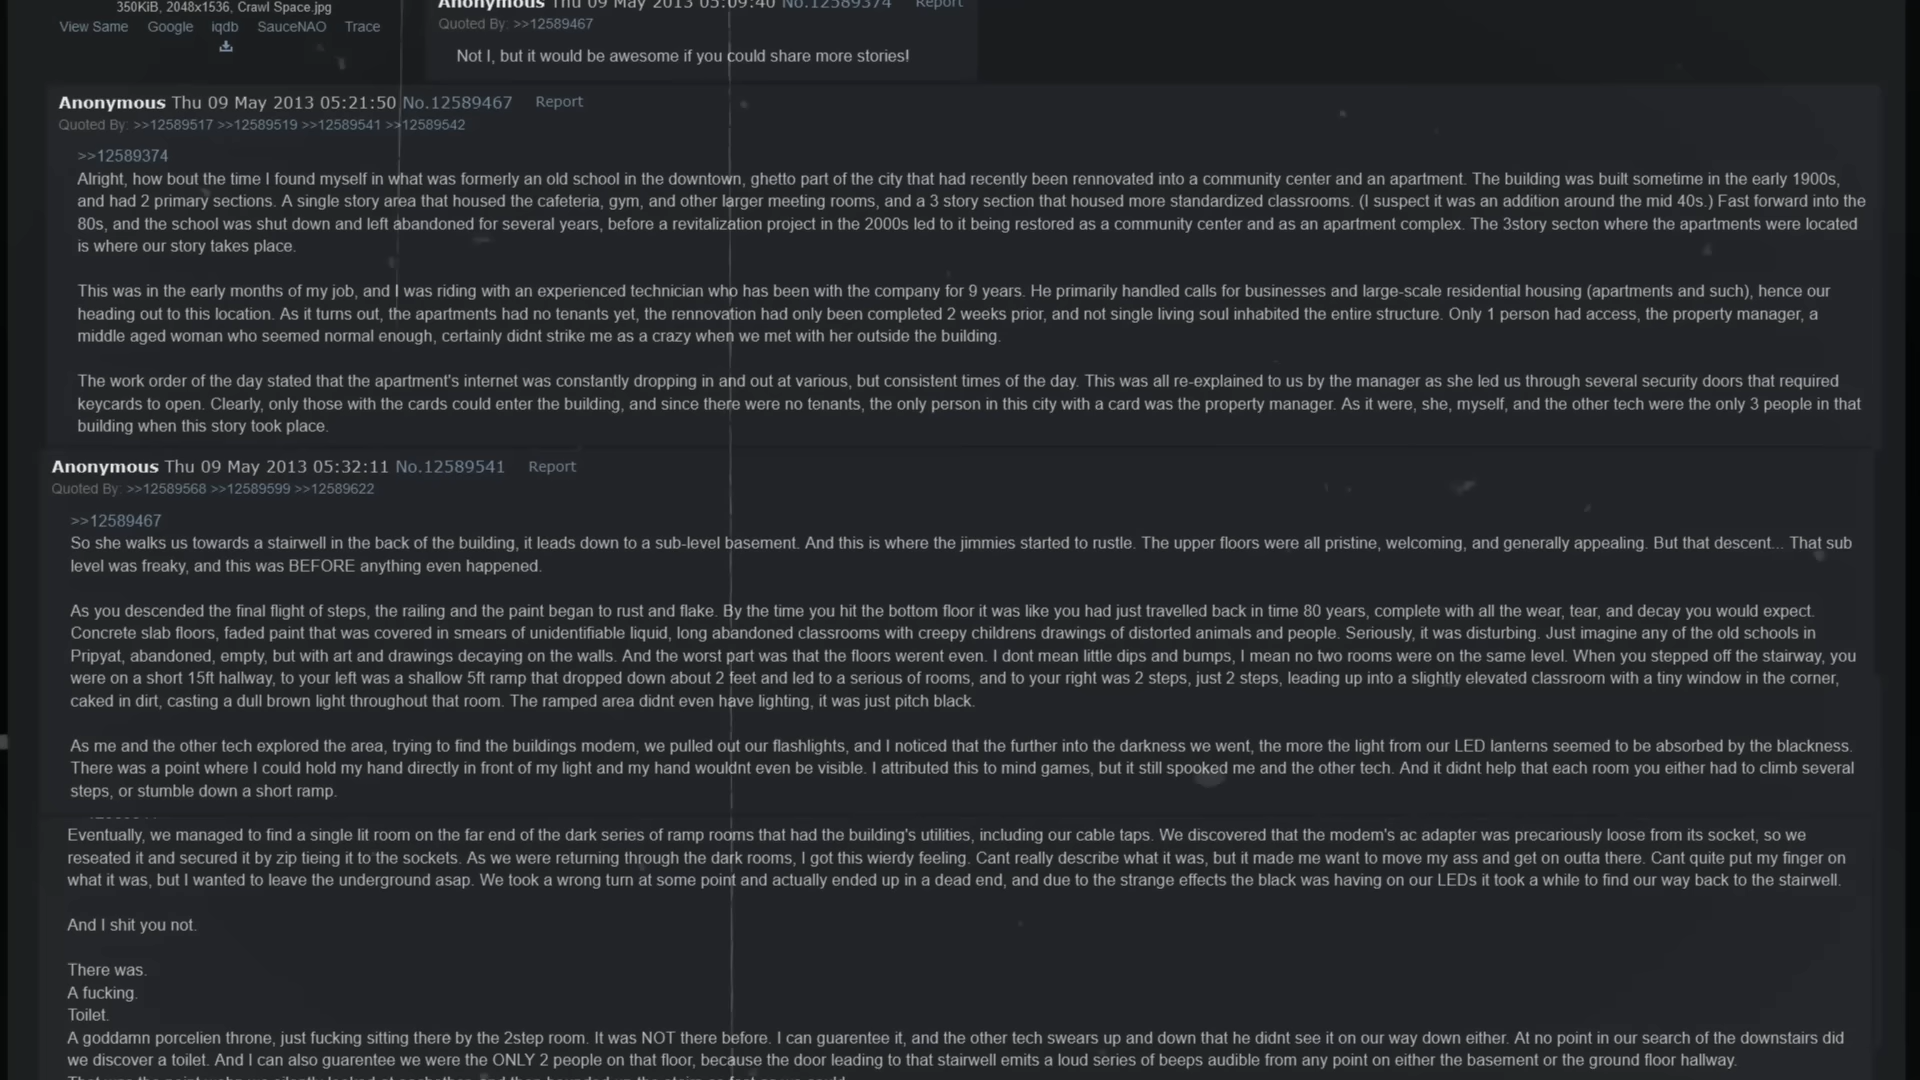 350KiB, 2048x1536, Crawl Space.jpg
View Same Google iqdb SauceNAO Trace
Anonymous Thu 09 May 2013 05:09:40 No.12589374 Report
Quoted By: >>12589467
Not I, but it would be awesome if you could share more stories!
Anonymous Thu 09 May 2013 05:21:50 No.12589467 Report
Quoted By: >>12589517 >>12589519 >>12589541 >>12589542
>>12589374
Alright, how bout the time I found myself in what was formerly an old school in the downtown, ghetto part of the city that had recently been rennovated into a community center and an apartment. The building was built sometime in the early 1900s,
and had 2 primary sections. A single story area that housed the cafeteria, gym, and other larger meeting rooms, and a 3 story section that housed more standardized classrooms. (I suspect it was an addition around the mid 40s.) Fast forward into the
80s, and the school was shut down and left abandoned for several years, before a revitalization project in the 2000s led to it being restored as a community center and as an apartment complex. The 3story secton where the apartments were located
is where our story takes place.
This was in the early months of my job, and I was riding with an experienced technician who has been with the company for 9 years. He primarily handled calls for businesses and large-scale residential housing (apartments and such), hence our
heading out to this location. As it turns out, the apartments had no tenants yet, the rennovation had only been completed 2 weeks prior, and not single living soul inhabited the entire structure. Only 1 person had access, the property manager, a
middle aged woman who seemed normal enough, certainly didnt strike me as a crazy when we met with her outside the building.
The work order of the day stated that the apartment's internet was constantly dropping in and out at various, but consistent times of the day. This was all re-explained to us by the manager as she led us through several security doors that required
keycards to open. Clearly, only those with the cards could enter the building, and since there were no tenants, the only person in this city with a card was the property manager. As it were, she, myself, and the other tech were the only 3 people in that
building when this story took place.
Anonymous Thu 09 May 2013 05:32:11 No.12589541 Report
Quoted By: >>12589568 >>12589599 >>12589622
>>12589467
So she walks us towards a stairwell in the back of the building, it leads down to a sub-level basement. And this is where the jimmies started to rustle. The upper floors were all pristine, welcoming, and generally appealing. But that descent... That sub
level was freaky, and this was BEFORE anything even happened.
As you descended the final flight of steps, the railing and the paint began to rust and flake. By the time you hit the bottom floor it was like you had just travelled back in time 80 years, complete with all the wear, tear, and decay you would expect.
Concrete slab floors, faded paint that was covered in smears of unidentifiable liquid, long abandoned classrooms with creepy childrens drawings of distorted animals and people. Seriously, it was disturbing. Just imagine any of the old schools in
Pripyat, abandoned, empty, but with art and drawings decaying on the walls. And the worst part was that the floors werent even. I dont mean little dips and bumps, I mean no two rooms were on the same level. When you stepped off the stairway, you
were on a short 15ft hallway, to your left was a shallow 5ft ramp that dropped down about 2 feet and led to a serious of rooms, and to your right was 2 steps, just 2 steps, leading up into a slightly elevated classroom with a tiny window in the corner,
caked in dirt, casting a dull brown light throughout that room. The ramped area didnt even have lighting, it was just pitch black.
As me and the other tech explored the area, trying to find the buildings modem, we pulled out our flashlights, and I noticed that the further into the darkness we went, the more the light from our LED lanterns seemed to be absorbed by the blackness.
There was a point where I could hold my hand directly in front of my light and my hand wouldnt even be visible. I attributed this to mind games, but it still spooked me and the other tech. And it didnt help that each room you either had to climb several
steps, or stumble down a short ramp.
Eventually, we managed to find a single lit room on the far end of the dark series of ramp rooms that had the building's utilities, including our cable taps. We discovered that the modem's ac adapter was precariously loose from its socket, so we
reseated it and secured it by zip tieing it to the sockets. As we were returning through the dark rooms, I got this wierdy feeling. Cant really describe what it was, but it made me want to move my ass and get on outta there. Cant quite put my finger on
what it was, but I wanted to leave the underground asap. We took a wrong turn at some point and actually ended up in a dead end, and due to the strange effects the black was having on our LEDs it took a while to find our way back to the stairwell.
And I shit you not.
There was.
A fucking.
Toilet.
A goddamn porcelien throne, just fucking sitting there by the 2step room. It was NOT there before. I can guarentee it, and the other tech swears up and down that he didnt see it on our way down either. At no point in our search of the downstairs did
we discover a toilet. And I can also guarentee we were the ONLY 2 people on that floor, because the door leading to that stairwell emits a loud series of beeps audible from any point on either the basement or the ground floor hallway.